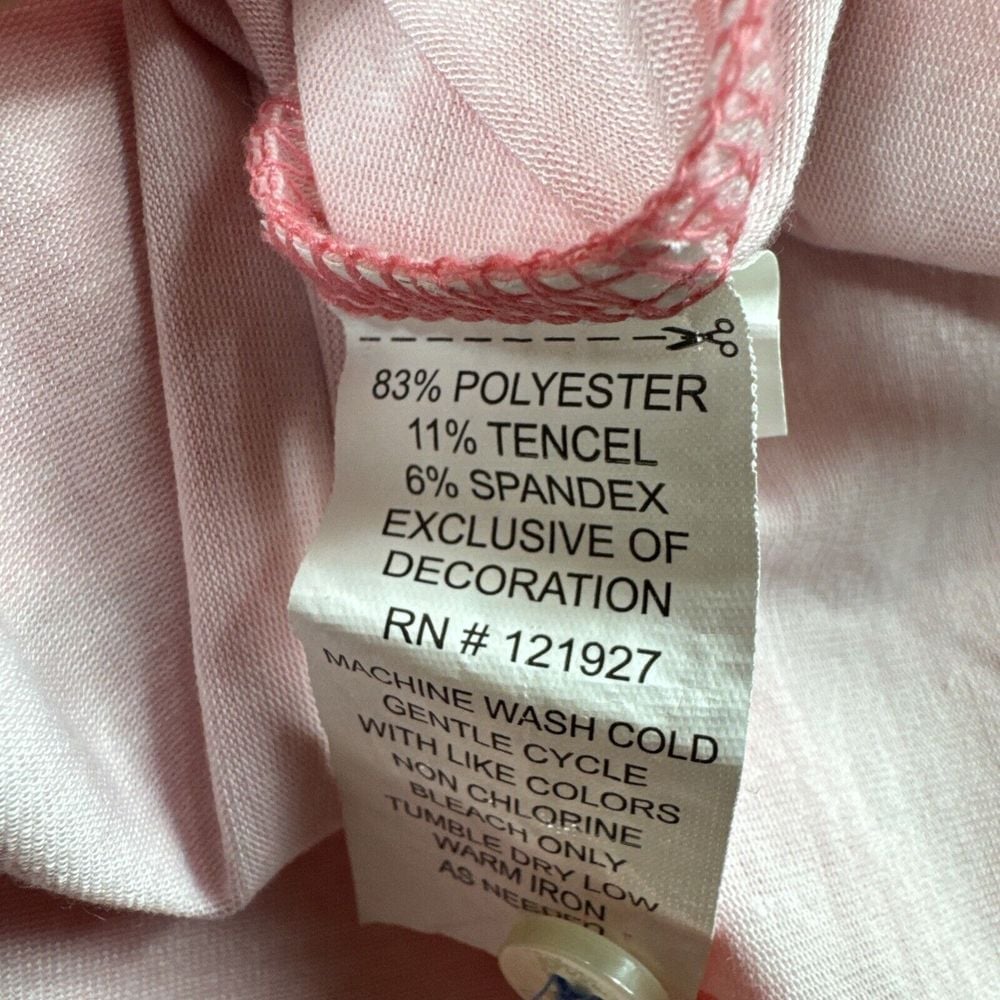 83% POLYESTER
11% TENCEL
6% SPANDEX
EXCLUSIVE OF
DECORATION
RN # 121927
MACHINE WASH COLD
GENTLE CYCLE
WITH LIKE COLORS
NON CHLORINE
BLEACH ONLY
TUMBLE DRY LOW
WARM IRON
AS NEEDED